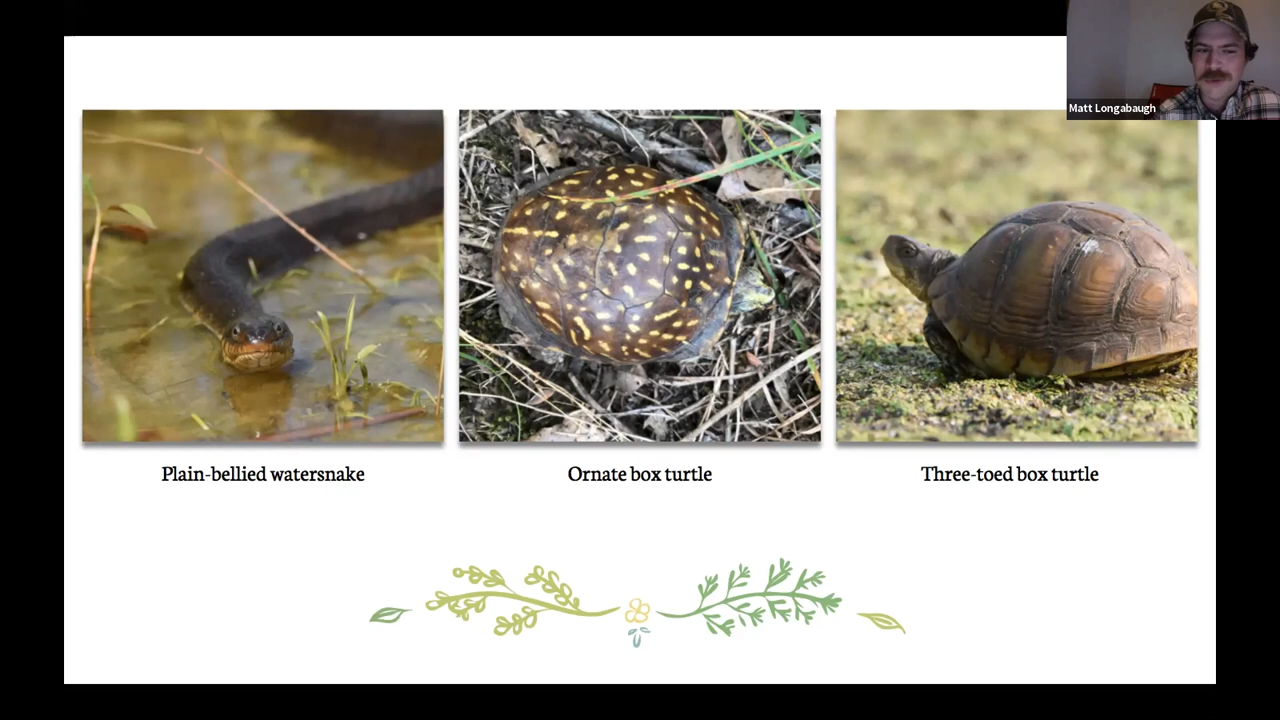 Matt Longabaugh
Plain-bellied watersnake
Ornate box turtle
Three-toed box turtle